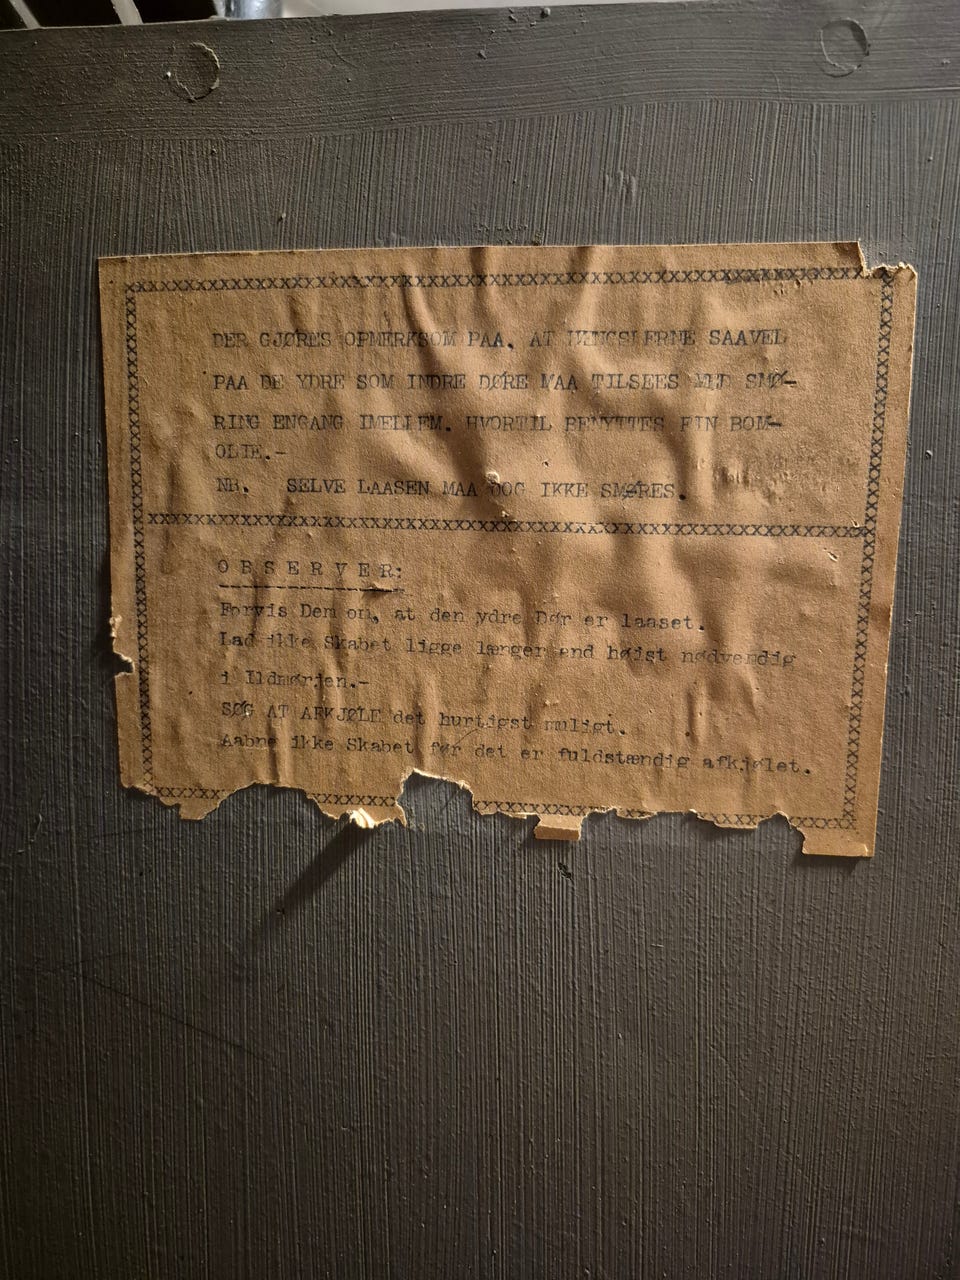 DER GJØRES OPMERKSOM PAA, AT HENGSLERNE SAAVEL
PAA DE YDRE SOM INDRE DØRE MAA TILSEES MED SMØ-
RING ENGANG IMELLEM. HVORTIL BENYTTES FIN BOM-
OLIE.-
NB. SELVE LAASEN MAA DOG IKKE SMØRES.
OBSERVER:
Forvis Dem om, at den ydre Dør er laaset.
Lad ikke Skabet ligge længer end høist nødvendig
i Ildmørjen.-
SØG AT AFKJØLE det hurtigst muligt.
Aabne ikke Skabet før det er fuldstændig afkjølet.